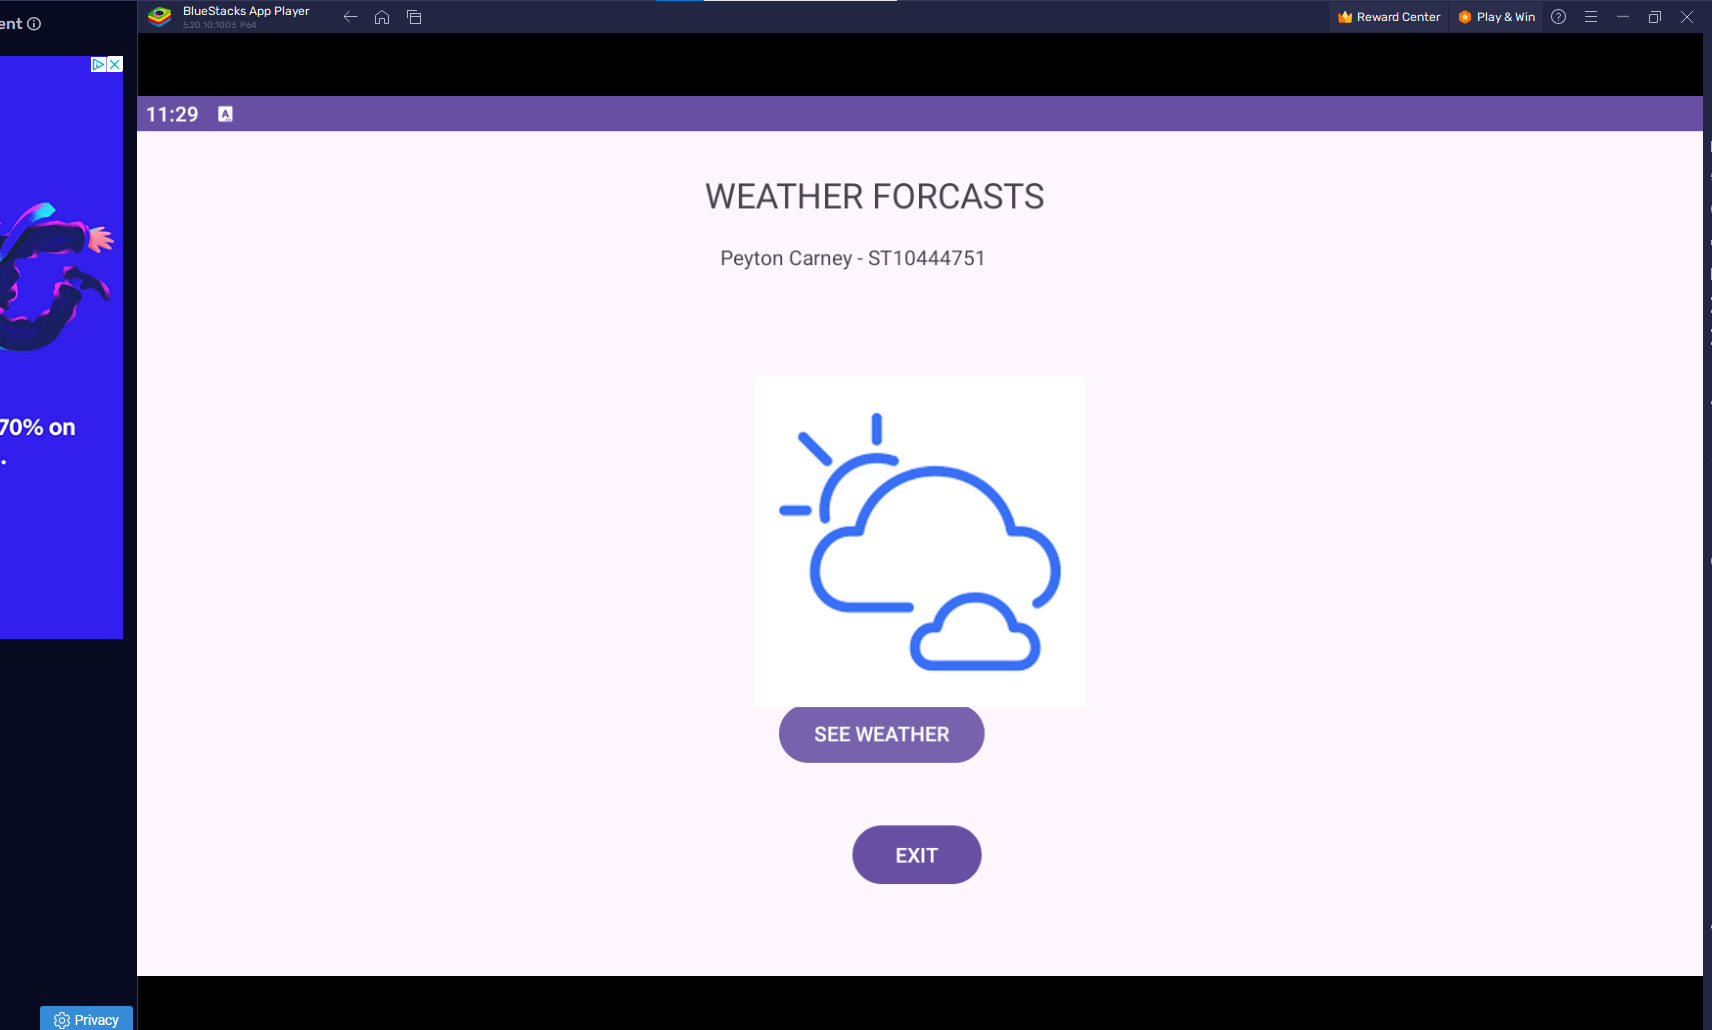 ent
BlueStacks App Player
5.20.10.1003 P64
Reward Center
Play & Win
11:29
A
WEATHER FORCASTS
Peyton Carney - ST10444751
70% on
.
SEE WEATHER
EXIT
Privacy